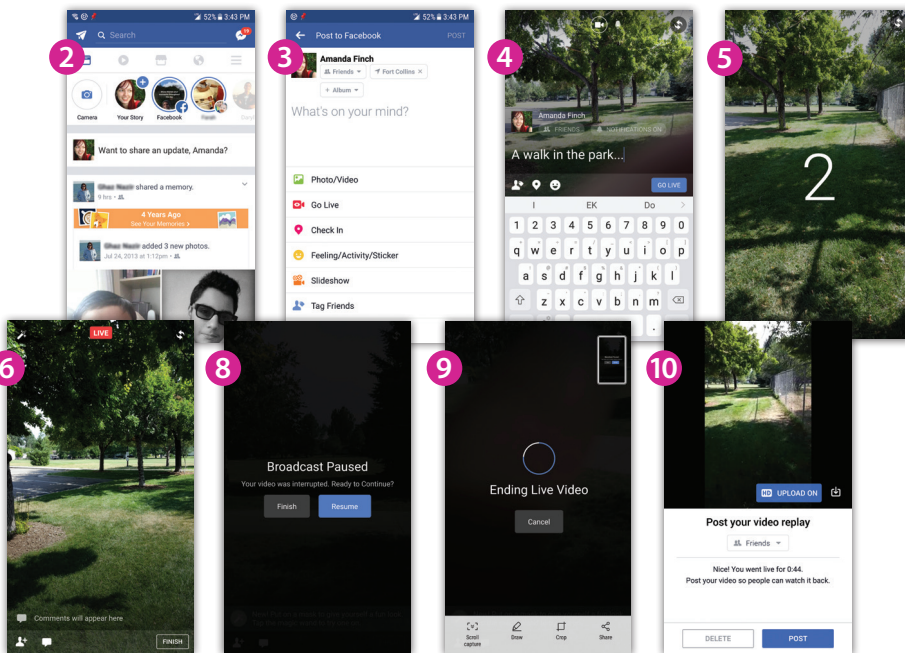 2
52% 3:43 PM
Search
19
Camera
Your Story
Facebook
Want to share an update, Amanda?
shared a memory.
9 hrs •
4 Years Ago
See Your Memories >
added 3 new photos.
Jul 24, 2013 at 1:12pm •
3
52% 3:43 PM
Post to Facebook
POST
Amanda Finch
Friends
Fort Collins ×
+ Album
What's on your mind?
Photo/Video
Go Live
Check In
Feeling/Activity/Sticker
Slideshow
Tag Friends
4
Amanda Finch
FRIENDS
NOTIFICATIONS ON
A walk in the park...
GO LIVE
I EK Do
1 2 3 4 5 6 7 8 9 0
q w e r t y u i o p
a s d f g h j k l
z x c v b n m
.
5
2
6
LIVE
Comments will appear here
FINISH
8
Broadcast Paused
Your video was interrupted. Ready to Continue?
Finish
Resume
9
Ending Live Video
Cancel
Scroll capture
Draw
Crop
Share
10
HD UPLOAD ON
Post your video replay
Friends
Nice! You went live for 0:44.
Post your video so people can watch it back.
DELETE
POST